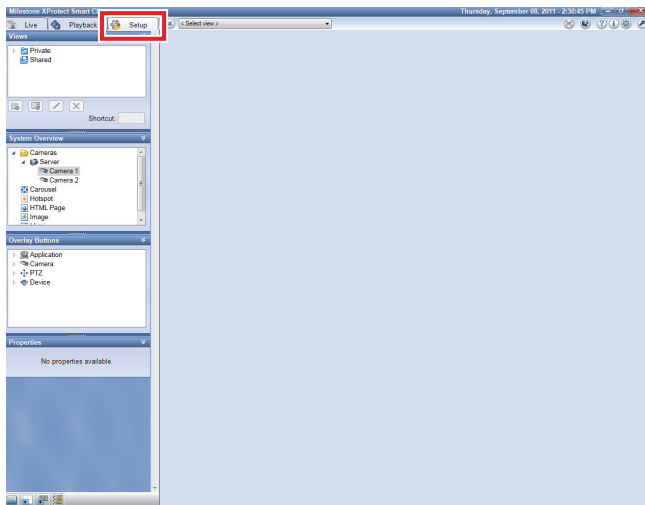 Milestone XProtect Smart Cl
Thursday, September 08, 2011 - 2:30:45 PM
Live
Playback
Setup
< Select view >
Views
Private
Shared
Shortcut:
System Overview
Cameras
Server
Camera 1
Camera 2
Carousel
Hotspot
HTML Page
Image
Overlay Buttons
Application
Camera
PTZ
Device
Properties
No properties available.